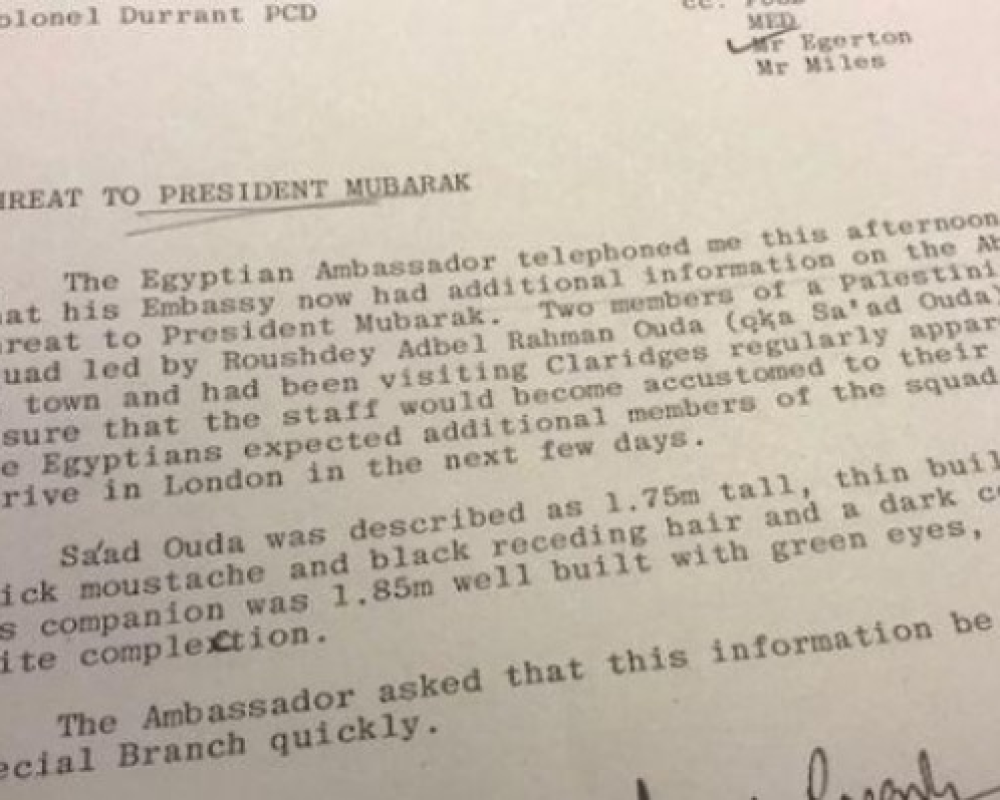 olonel Durrant PCD
cc:
MED
Mr Egerton
Mr Miles
HREAT TO PRESIDENT MUBARAK
The Egyptian Ambassador telephoned me this afternoon
at his Embassy now had additional information on the Ab
reat to President Mubarak. Two members of a Palestini
uad led by Roushdey Adbel Rahman Ouda (qka Sa'ad Ouda)
town and had been visiting Claridges regularly appar
sure that the staff would become accustomed to their
e Egyptians expected additional members of the squad
rive in London in the next few days.
Sa'ad Ouda was described as 1.75m tall, thin buil
ick moustache and black receding hair and a dark co
s companion was 1.85m well built with green eyes,
ite complection.
The Ambassador asked that this information be
ecial Branch quickly.